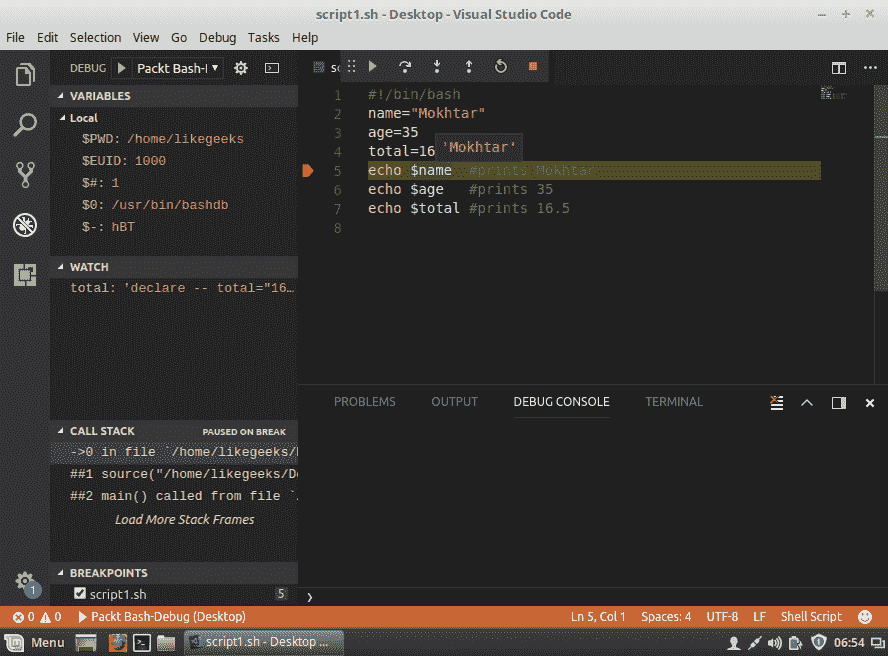 script1.sh - Desktop - Visual Studio Code
File Edit Selection View Go Debug Tasks Help
DEBUG Packt Bash-
VARIABLES
Local
$PWD: /home/likegeeks
$EUID: 1000
$#: 1
$0: /usr/bin/bashdb
$-: hBT
WATCH
total: 'declare -- total="16…
CALL STACK PAUSED ON BREAK
->0 in file `/home/likegeeks/
##1 source("/home/likegeeks/D
##2 main() called from file `
Load More Stack Frames
BREAKPOINTS
script1.sh 5
sc
1 #!/bin/bash
2 name="Mokhtar"
3 age=35
4 total=16
'Mokhtar'
5 echo $name #prints Mokhtar
6 echo $age #prints 35
7 echo $total #prints 16.5
8
PROBLEMS OUTPUT DEBUG CONSOLE TERMINAL
1
0 0 Packt Bash-Debug (Desktop) Ln 5, Col 1 Spaces: 4 UTF-8 LF Shell Script
Menu script1.sh - Desktop ... 06:54